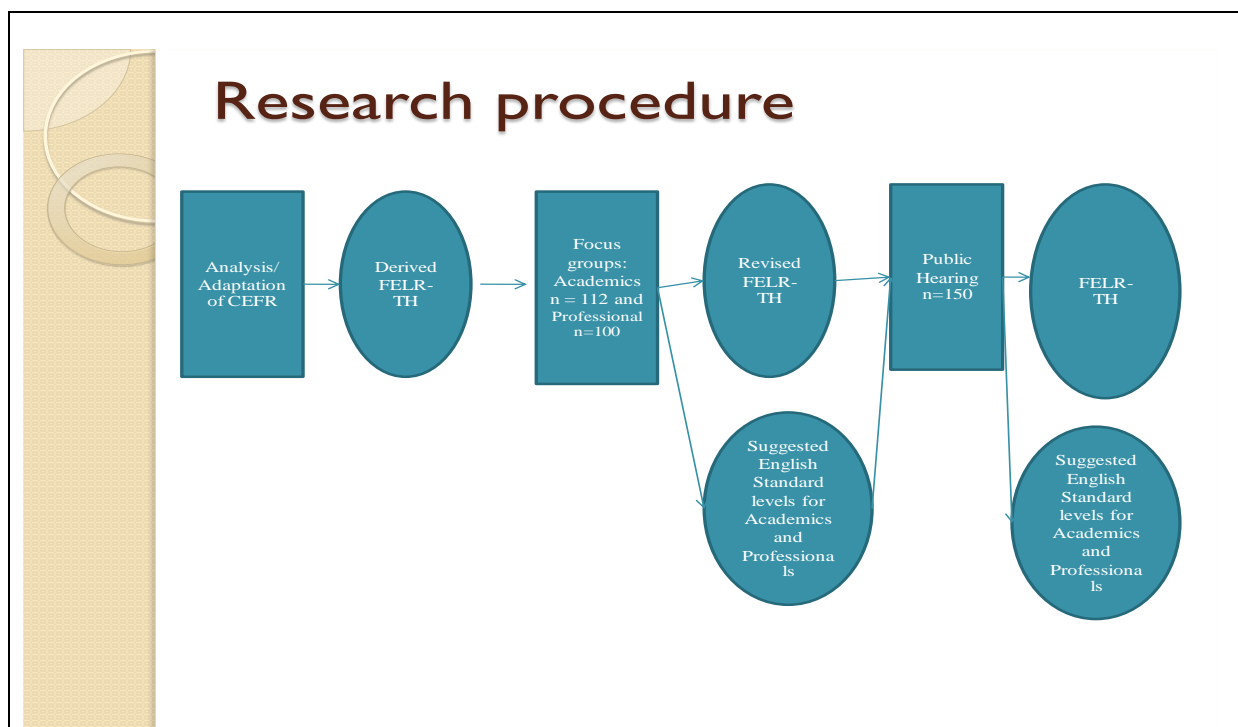 Research procedure
Analysis/
Adaptation
of CEFR
Derived
FELR-
TH
Focus
groups:
Academics
n = 112 and
Professional
n=100
Revised
FELR-
TH
Suggested
English
Standard
levels for
Academics
and
Professiona
ls
Public
Hearing
n=150
FELR-
TH
Suggested
English
Standard
levels for
Academics
and
Professiona
ls